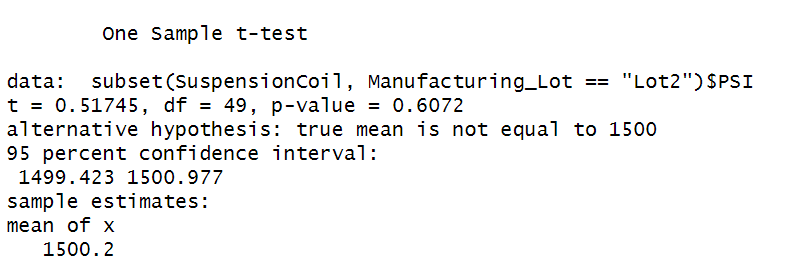 One Sample t-test
data:  subset(SuspensionCoil, Manufacturing_Lot == "Lot2")$PSI
t = 0.51745, df = 49, p-value = 0.6072
alternative hypothesis: true mean is not equal to 1500
95 percent confidence interval:
1499.423 1500.977
sample estimates:
mean of x
1500.2